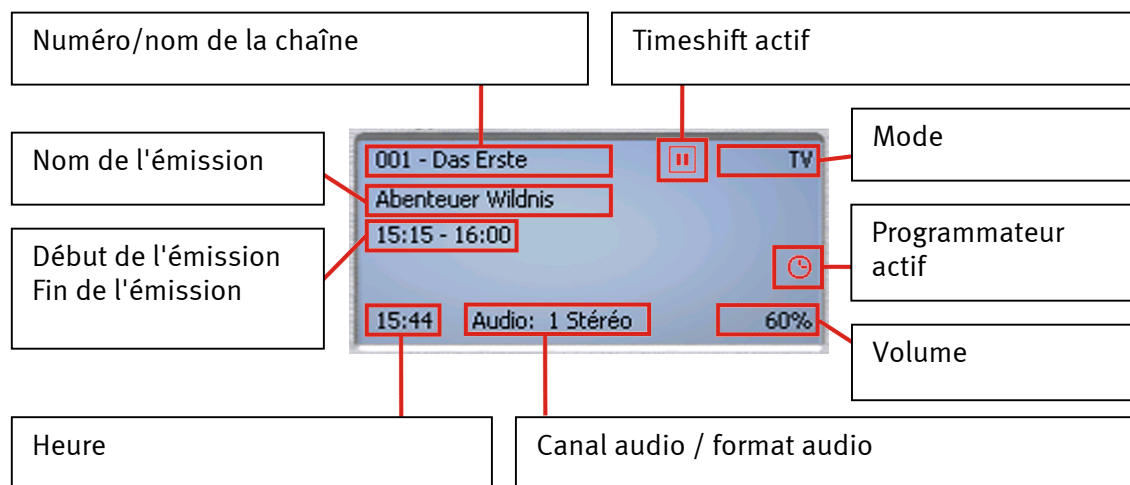 Numéro/nom de la chaîne
Timeshift actif
Nom de l'émission
Mode
001 - Das Erste
TV
Abenteuer Wildnis
15:15 - 16:00
Début de l'émission
Fin de l'émission
Programmateur
actif
15:44
Audio: 1 Stéréo
60%
Volume
Heure
Canal audio / format audio